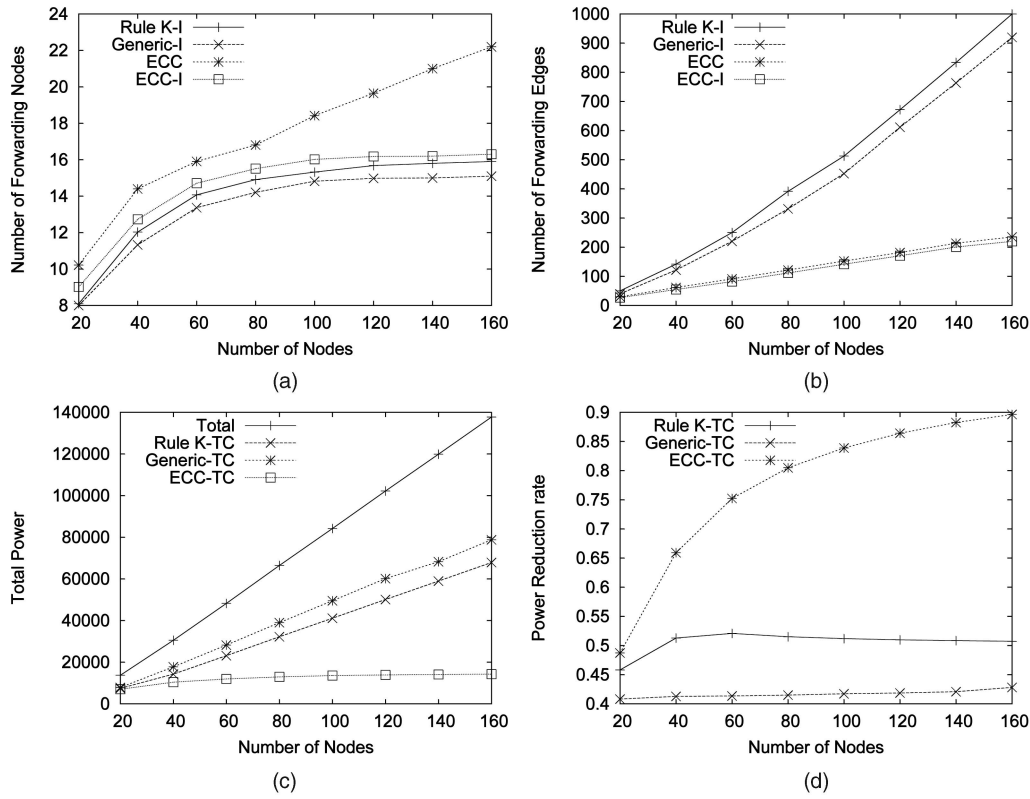 24
22
20
18
16
14
12
10
8
20 40 60 80 100 120 140 160
Number of Forwarding Nodes
Number of Nodes
Rule K-I
Generic-I
ECC
ECC-I
(a)
1000
900
800
700
600
500
400
300
200
100
0
20 40 60 80 100 120 140 160
Number of Forwarding Edges
Number of Nodes
Rule K-I
Generic-I
ECC
ECC-I
(b)
140000
120000
100000
80000
60000
40000
20000
0
20 40 60 80 100 120 140 160
Total Power
Number of Nodes
Total
Rule K-TC
Generic-TC
ECC-TC
(c)
0.9
0.85
0.8
0.75
0.7
0.65
0.6
0.55
0.5
0.45
0.4
20 40 60 80 100 120 140 160
Power Reduction rate
Number of Nodes
Rule K-TC
Generic-TC
ECC-TC
(d)